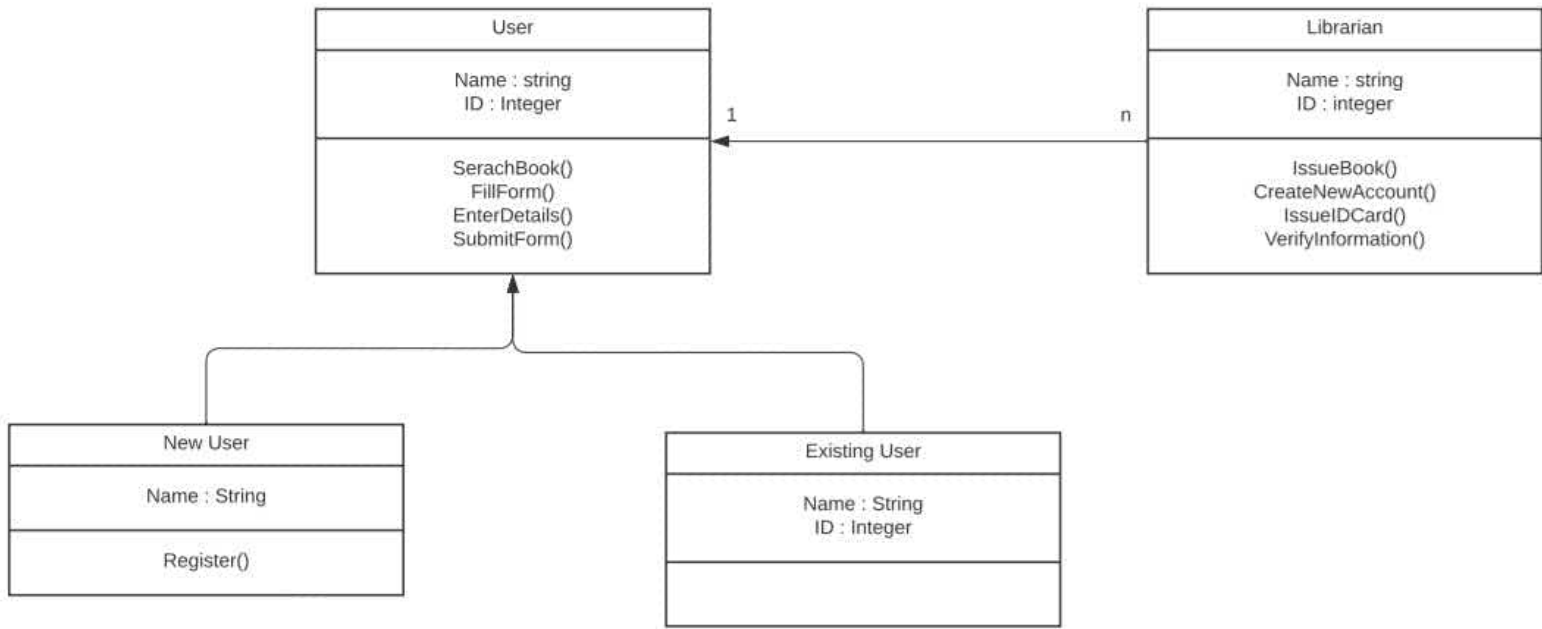 User
Name : string
ID : Integer
SerachBook()
FillForm()
EnterDetails()
SubmitForm()
1
n
Librarian
Name : string
ID : integer
IssueBook()
CreateNewAccount()
IssueIDCard()
VerifyInformation()
New User
Name : String
Register()
Existing User
Name : String
ID : Integer